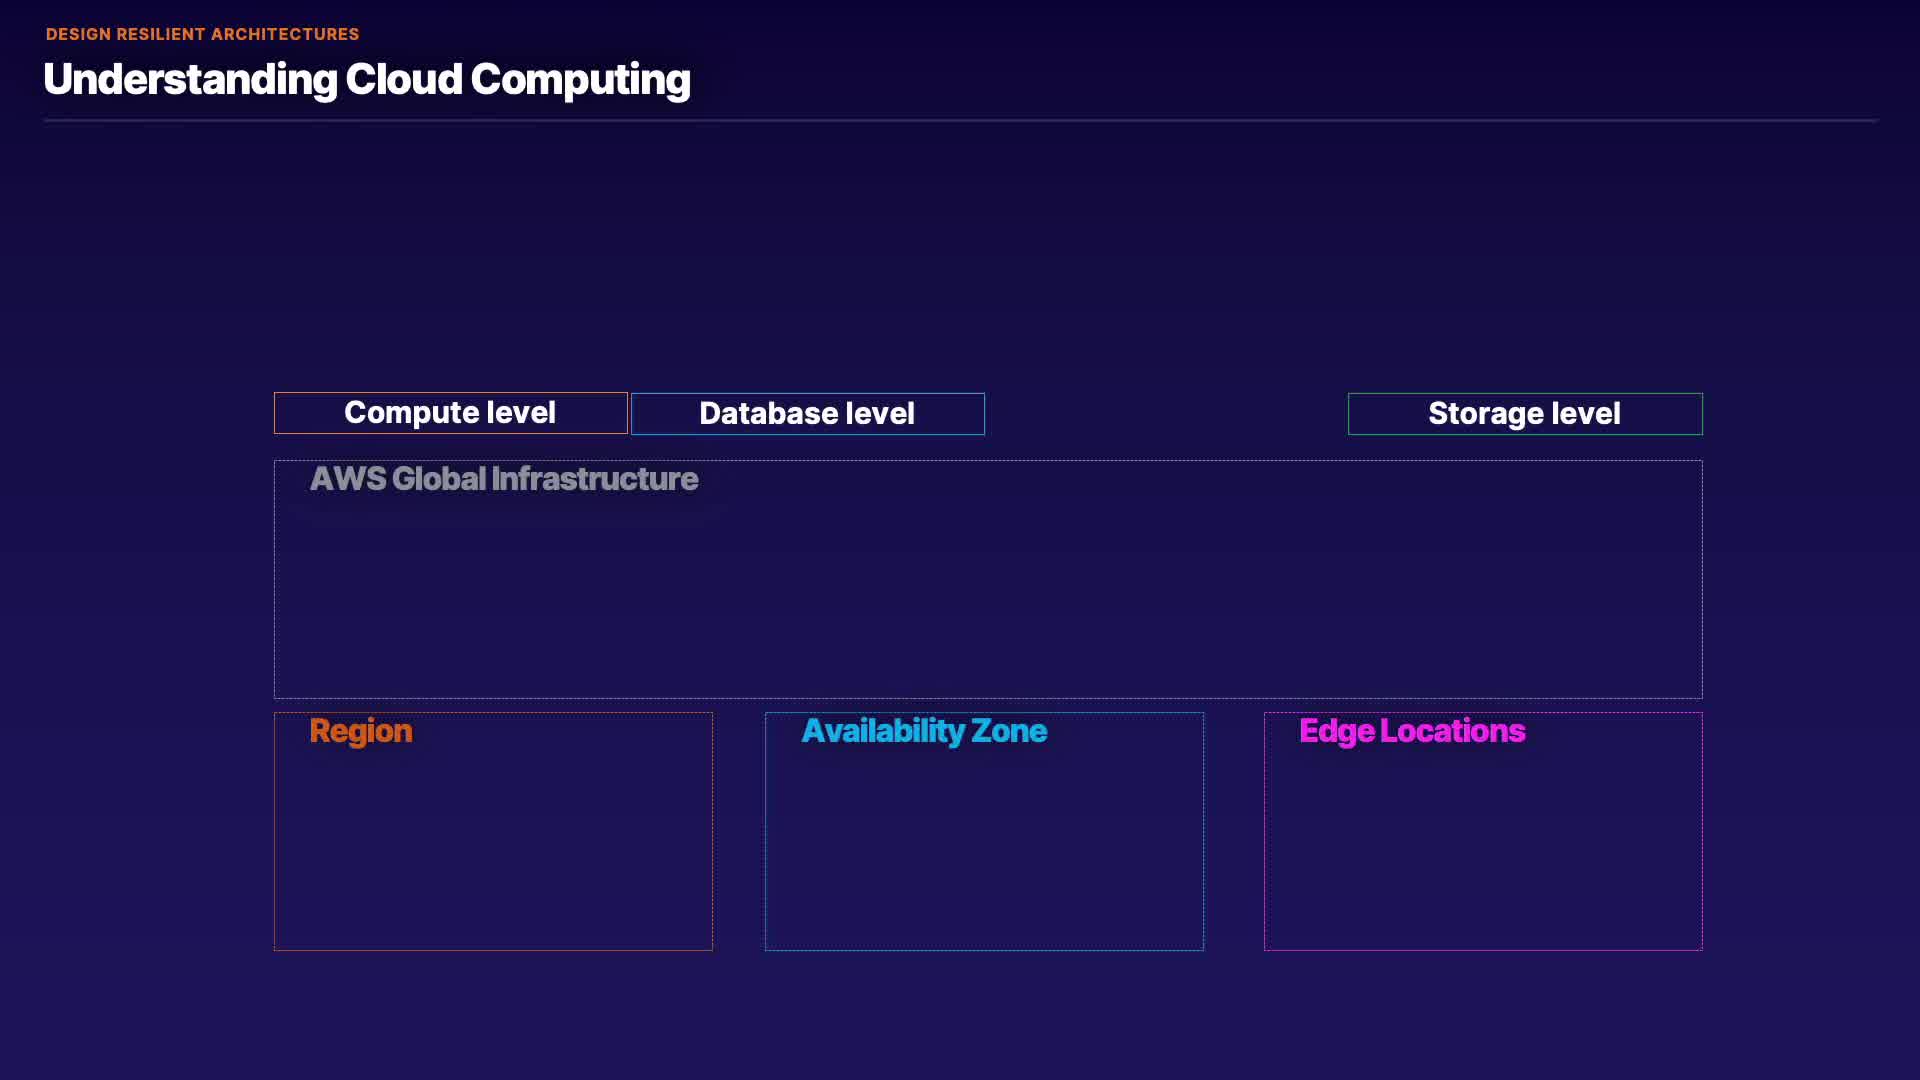 DESIGN RESILIENT ARCHITECTURES
Understanding Cloud Computing
Compute level
Database level
Storage level
AWS Global Infrastructure
Region
Availability Zone
Edge Locations